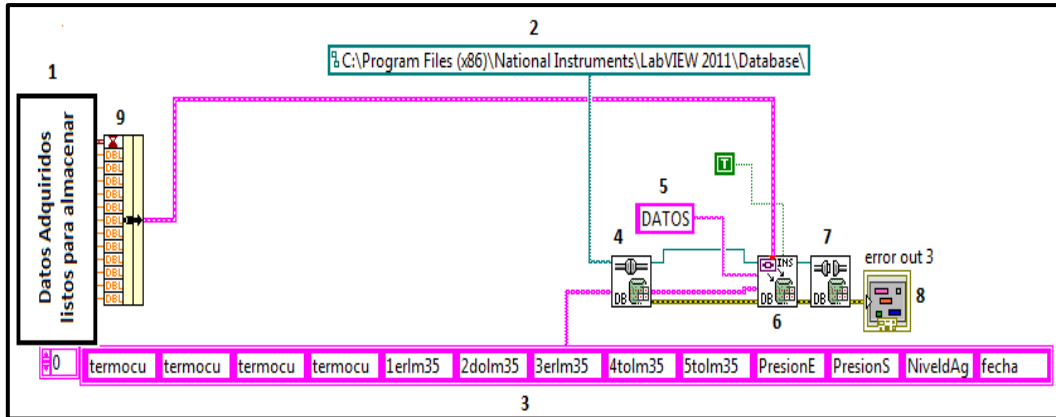 2
C:\Program Files (x86)\National Instruments\LabVIEW 2011\Database\
1
9
Datos Adquiridos
listos para almacenar
DBL
DBL
DBL
DBL
DBL
DBL
DBL
DBL
DBL
DBL
DBL
DBL
T
5
DATOS
4
7
error out 3
INS
DB
DB
DB
6
8
0 termocu termocu termocu termocu 1erlm35 2dolm35 3erlm35 4tolm35 5tolm35 PresionE PresionS NiveldAg fecha
3